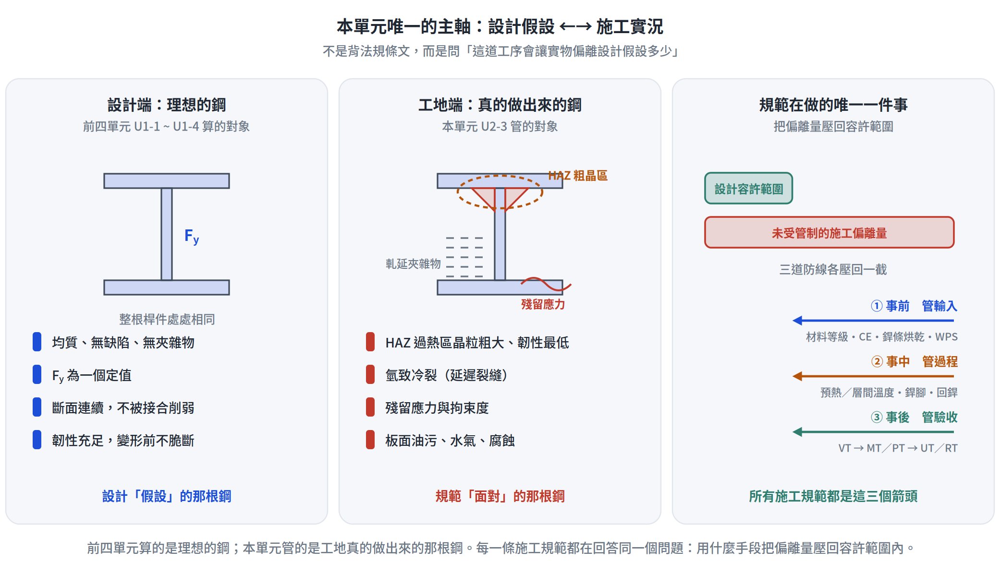 本單元唯一的主軸：設計假設 ←→ 施工實況
不是背法規條文，而是問「這道工序會讓實物偏離設計假設多少」
設計端：理想的鋼
前四單元 U1-1 ~ U1-4 算的對象
Fy
整根桿件處處相同
均質、無缺陷、無夾雜物
Fy 為一個定值
斷面連續，不被接合削弱
韌性充足，變形前不脆斷
設計「假設」的那根鋼
工地端：真的做出來的鋼
本單元 U2-3 管的對象
HAZ 粗晶區
軋延夾雜物
殘留應力
HAZ 過熱區晶粒粗大、韌性最低
氫致冷裂（延遲裂縫）
殘留應力與拘束度
板面油污、水氣、腐蝕
規範「面對」的那根鋼
規範在做的唯一一件事
把偏離量壓回容許範圍
設計容許範圍
未受管制的施工偏離量
三道防線各壓回一截
① 事前　管輸入
材料等級・CE・銲條烘乾・WPS
② 事中　管過程
預熱／層間溫度・銲腳・回銲
③ 事後　管驗收
VT → MT／PT → UT／RT
所有施工規範都是這三個箭頭
前四單元算的是理想的鋼；本單元管的是工地真的做出來的那根鋼。每一條施工規範都在回答同一個問題：用什麼手段把偏離量壓回容許範圍內。